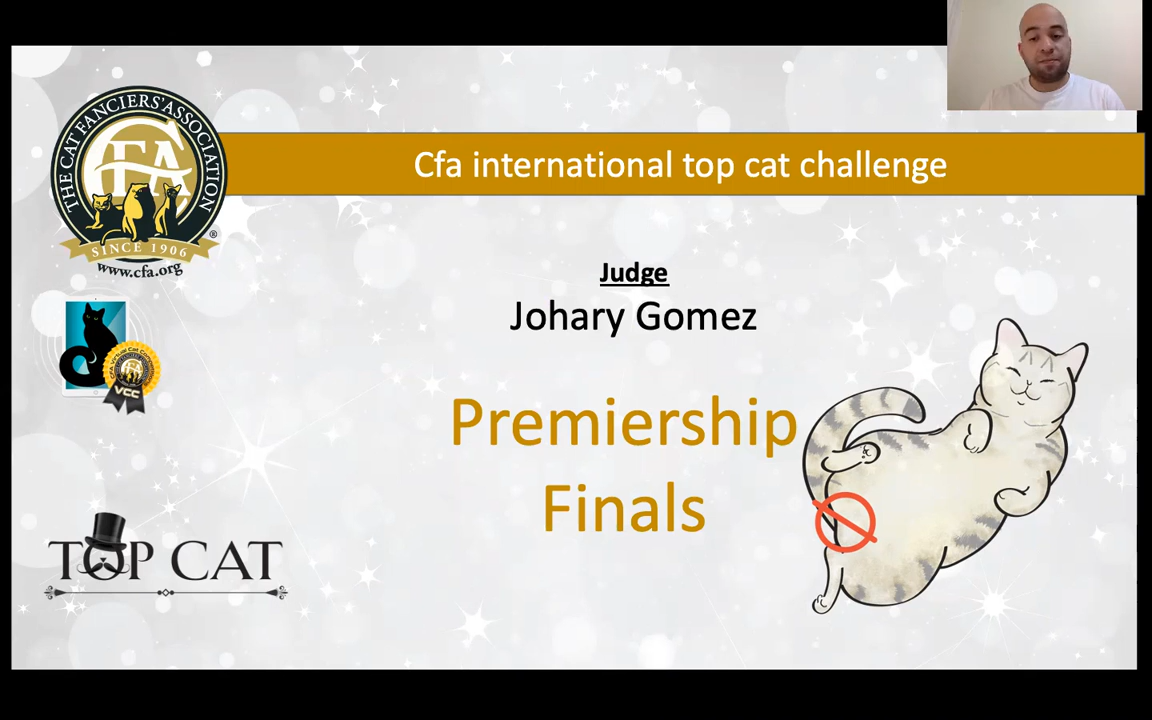 THE CAT FANCIERS' ASSOCIATION
CFA
SINCE 1906
®
www.cfa.org
Cfa international top cat challenge
Judge
Johary Gomez
VCC
Premiership
Finals
TOP CAT